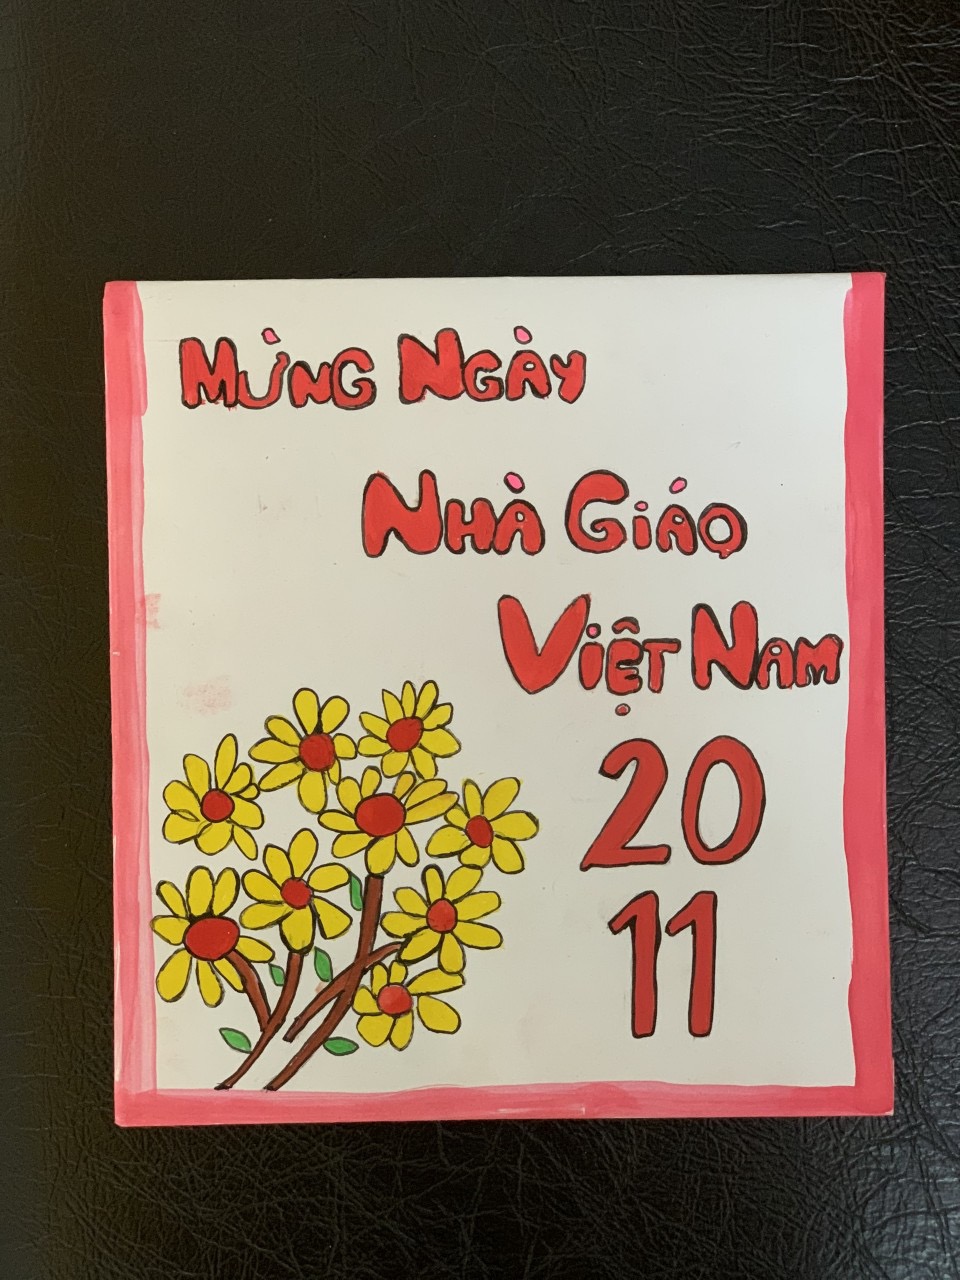 MỪNG NGÀY
NHÀ GIÁO
VIỆT NAM
20
11